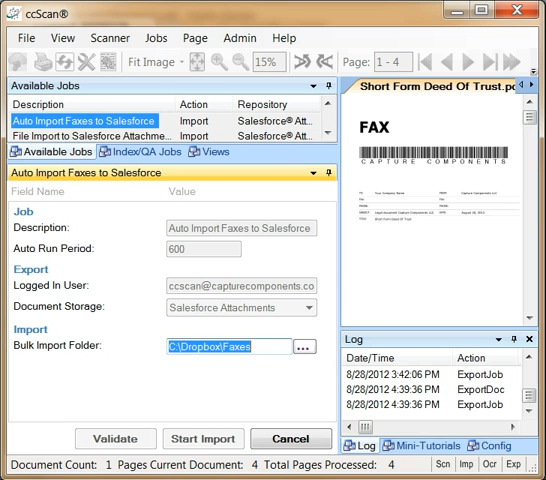 ccScan®
File View Scanner Jobs Page Admin Help
Fit Image 15% Page: 1 - 4
Available Jobs
Description Action Repository
Auto Import Faxes to Salesforce Import Salesforce® Att...
File Import to Salesforce Attachme... Import Salesforce® Att...
Available Jobs Index/QA Jobs Views
Auto Import Faxes to Salesforce
Field Name Value
Job
Description: Auto Import Faxes to Salesforce
Auto Run Period: 600
Export
Logged In User: ccscan@capturecomponents.co
Document Storage: Salesforce Attachments
Import
Bulk Import Folder: C:\Dropbox\Faxes ...
Validate Start Import Cancel
Short Form Deed Of Trust.pc
FAX
CAPTURE COMPONENTS
Log
Date/Time Action
8/28/2012 3:42:06 PM ExportJob
8/28/2012 4:39:36 PM ExportDoc
8/28/2012 4:39:36 PM ExportJob
Log Mini-Tutorials Config
Document Count: 1 Pages Current Document: 4 Total Pages Processed: 4 Scn Imp Ocr Exp